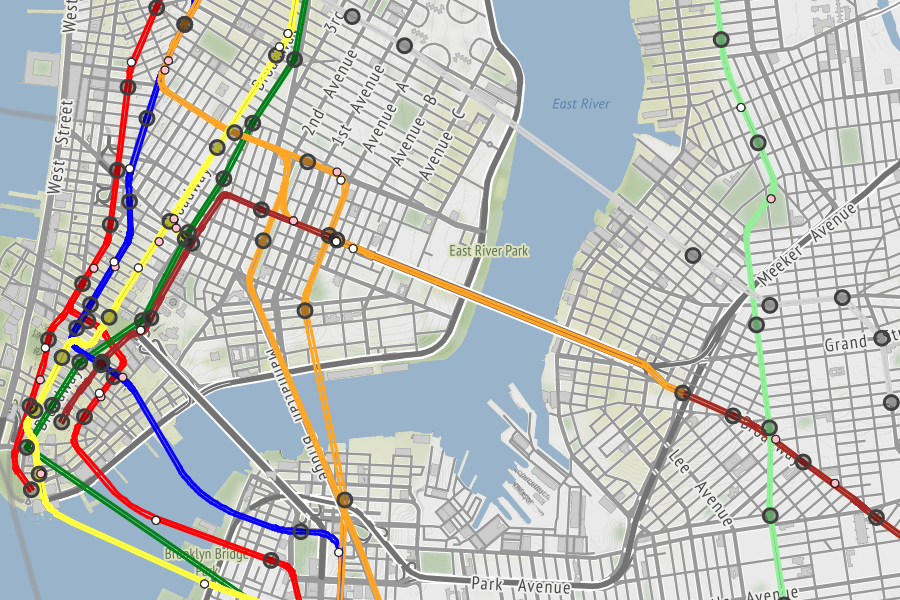 West
3rd
East River
2nd Avenue
1st Avenue
Avenue A
Avenue B
Avenue C
West Street
East River Park
Meeker Avenue
Grand
Manhattan Bridge
Broadway
Lee Avenue
Brooklyn Bridge
Park
Park Avenue
Avenue